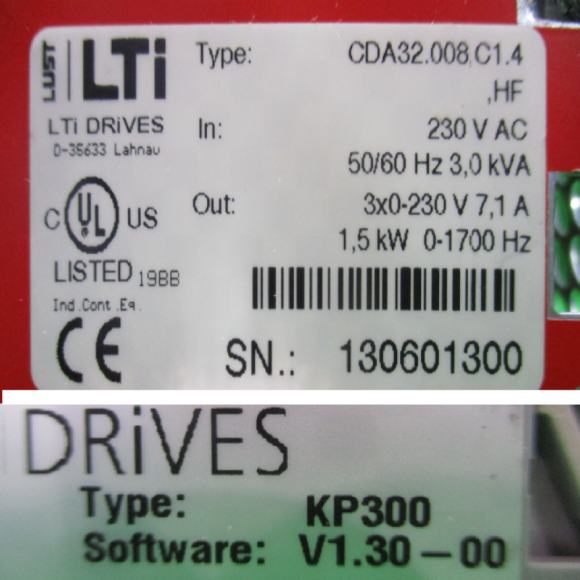 LUST LTi
LTi DRiVES
D-35633 Lahnau
Type: CDA32.008,C1.4
,HF
In: 230 V AC
50/60 Hz 3,0 kVA
Out: 3x0-230 V 7,1 A
1,5 kW 0-1700 Hz
C UL US
LISTED 1988
Ind.Cont.Eq.
CE
SN.: 130601300
DRiVES
Type: KP300
Software: V1.30-00